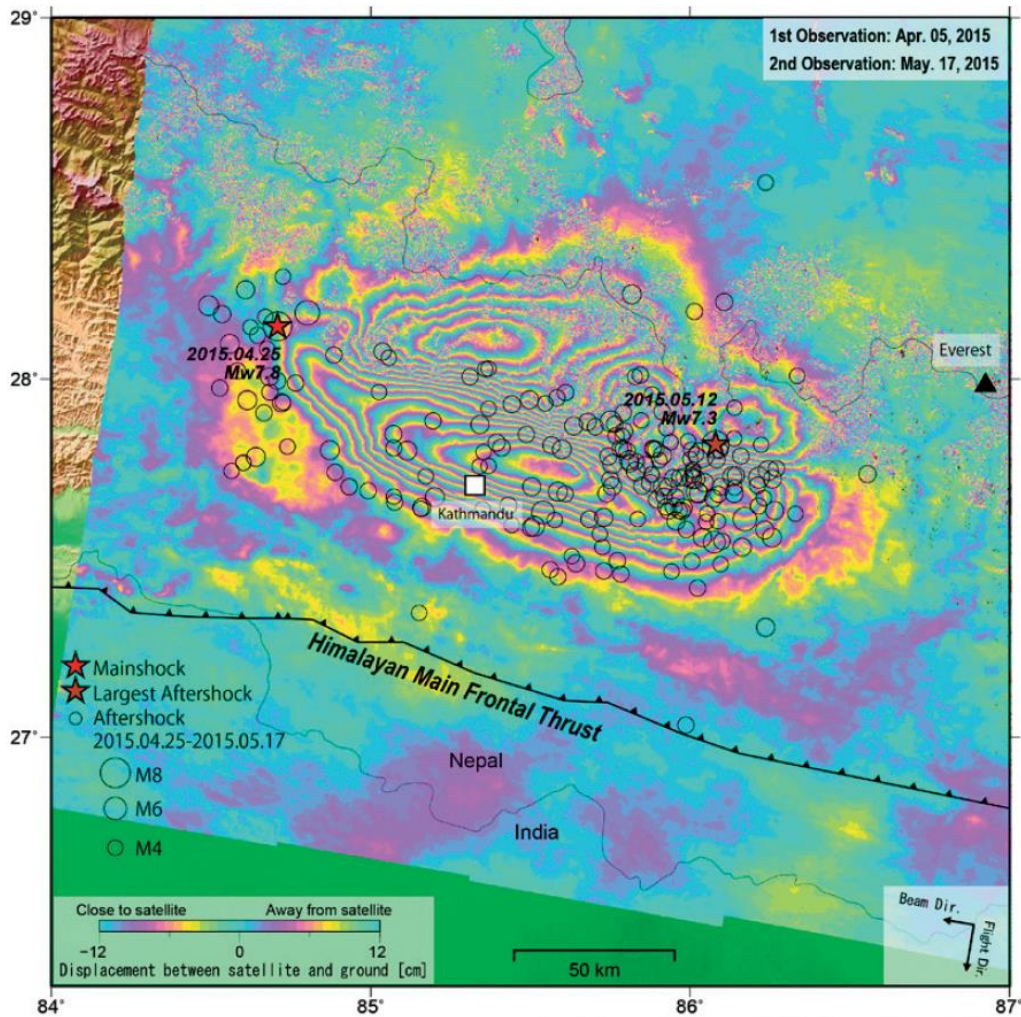 29°
1st Observation: Apr. 05, 2015
2nd Observation: May. 17, 2015
Everest
2015.04.25
Mw7.8
28°
2015.05.12
Mw7.3
Kathmandu
Himalayan Main Frontal Thrust
Mainshock
Largest Aftershock
Aftershock
2015.04.25-2015.05.17
27°
M8
M6
M4
Nepal
India
Close to satellite
Away from satellite
-12
0
12
Displacement between satellite and ground [cm]
50 km
Beam Dir.
Flight Dir.
84°
85°
86°
87°